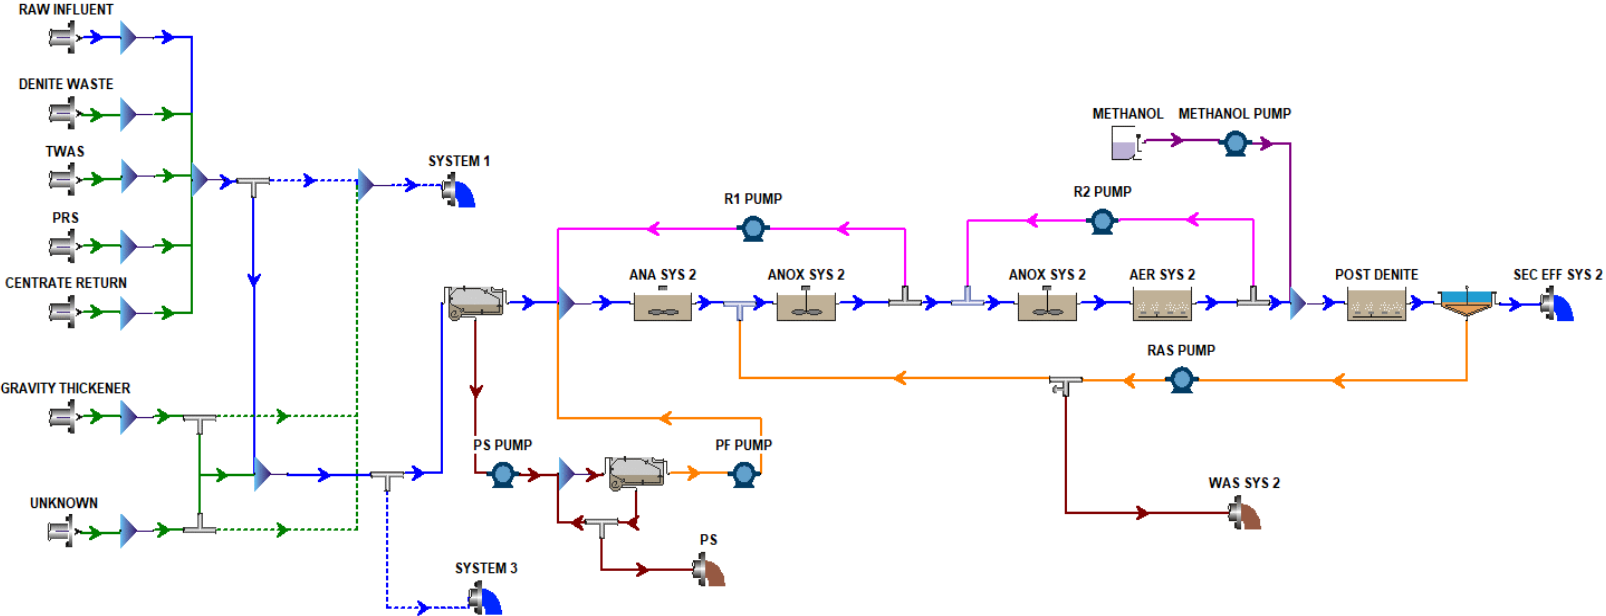 RAW INFLUENT
DENITE WASTE
TWAS
PRS
CENTRATE RETURN
GRAVITY THICKENER
UNKNOWN
SYSTEM 1
SYSTEM 3
METHANOL
METHANOL PUMP
R1 PUMP
R2 PUMP
ANA SYS 2
ANOX SYS 2
ANOX SYS 2
AER SYS 2
POST DENITE
SEC EFF SYS 2
RAS PUMP
PS PUMP
PF PUMP
WAS SYS 2
PS